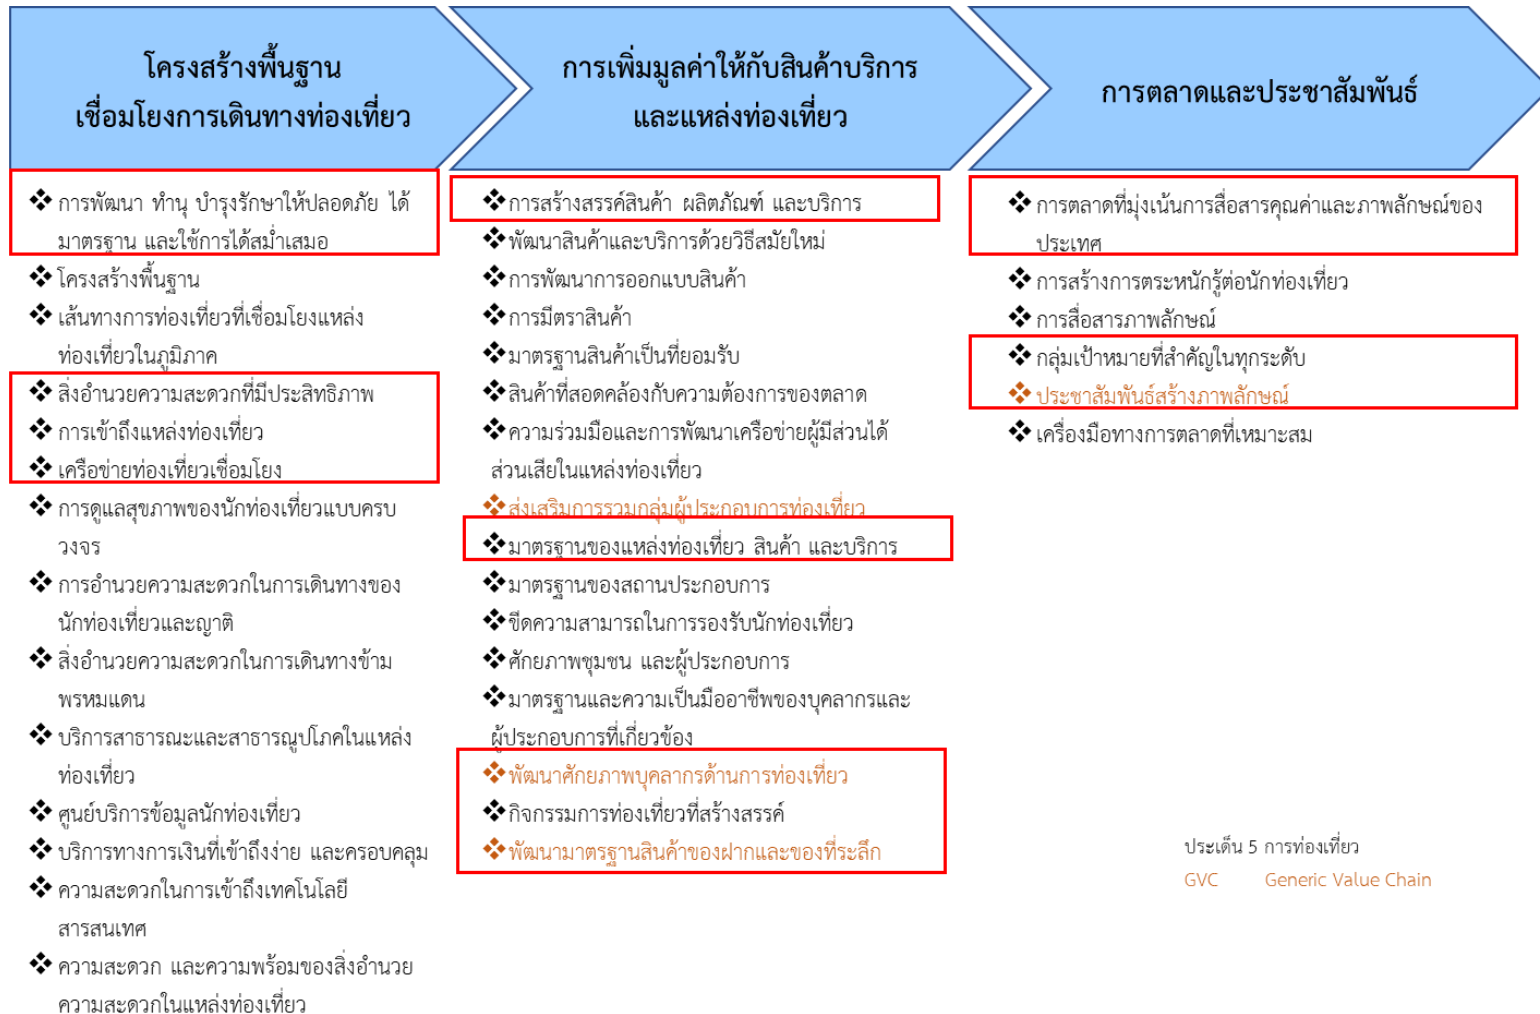 โครงสร้างพื้นฐาน
เชื่อมโยงการเดินทางท่องเที่ยว
❖ การพัฒนา ทำนุ บำรุงรักษาให้ปลอดภัย ได้
มาตรฐาน และใช้การได้สม่ำเสมอ
❖ โครงสร้างพื้นฐาน
❖ เส้นทางการท่องเที่ยวที่เชื่อมโยงแหล่ง
ท่องเที่ยวในภูมิภาค
❖ สิ่งอำนวยความสะดวกที่มีประสิทธิภาพ
❖ การเข้าถึงแหล่งท่องเที่ยว
❖ เครือข่ายท่องเที่ยวเชื่อมโยง
❖ การดูแลสุขภาพของนักท่องเที่ยวแบบครบ
วงจร
❖ การอำนวยความสะดวกในการเดินทางของ
นักท่องเที่ยวและญาติ
❖ สิ่งอำนวยความสะดวกในการเดินทางข้าม
พรหมแดน
❖ บริการสาธารณะและสาธารณูปโภคในแหล่ง
ท่องเที่ยว
❖ ศูนย์บริการข้อมูลนักท่องเที่ยว
❖ บริการทางการเงินที่เข้าถึงง่าย และครอบคลุม
❖ ความสะดวกในการเข้าถึงเทคโนโลยี
สารสนเทศ
❖ ความสะดวก และความพร้อมของสิ่งอำนวย
ความสะดวกในแหล่งท่องเที่ยว
การเพิ่มมูลค่าให้กับสินค้าบริการ
และแหล่งท่องเที่ยว
❖ การสร้างสรรค์สินค้า ผลิตภัณฑ์ และบริการ
❖ พัฒนาสินค้าและบริการด้วยวิธีสมัยใหม่
❖ การพัฒนาการออกแบบสินค้า
❖ การมีตราสินค้า
❖ มาตรฐานสินค้าเป็นที่ยอมรับ
❖ สินค้าที่สอดคล้องกับความต้องการของตลาด
❖ ความร่วมมือและการพัฒนาเครือข่ายผู้มีส่วนได้
ส่วนเสียในแหล่งท่องเที่ยว
❖ ส่งเสริมการรวมกลุ่มผู้ประกอบการท่องเที่ยว
❖ มาตรฐานของแหล่งท่องเที่ยว สินค้า และบริการ
❖ มาตรฐานของสถานประกอบการ
❖ ขีดความสามารถในการรองรับนักท่องเที่ยว
❖ ศักยภาพชุมชน และผู้ประกอบการ
❖ มาตรฐานและความเป็นมืออาชีพของบุคลากรและ
ผู้ประกอบการที่เกี่ยวข้อง
❖ พัฒนาศักยภาพบุคลากรด้านการท่องเที่ยว
❖ กิจกรรมการท่องเที่ยวที่สร้างสรรค์
❖ พัฒนามาตรฐานสินค้าของฝากและของที่ระลึก
การตลาดและประชาสัมพันธ์
❖ การตลาดที่มุ่งเน้นการสื่อสารคุณค่าและภาพลักษณ์ของ
ประเทศ
❖ การสร้างการตระหนักรู้ต่อนักท่องเที่ยว
❖ การสื่อสารภาพลักษณ์
❖ กลุ่มเป้าหมายที่สำคัญในทุกระดับ
❖ ประชาสัมพันธ์สร้างภาพลักษณ์
❖ เครื่องมือทางการตลาดที่เหมาะสม
ประเด็น 5 การท่องเที่ยว
GVC Generic Value Chain